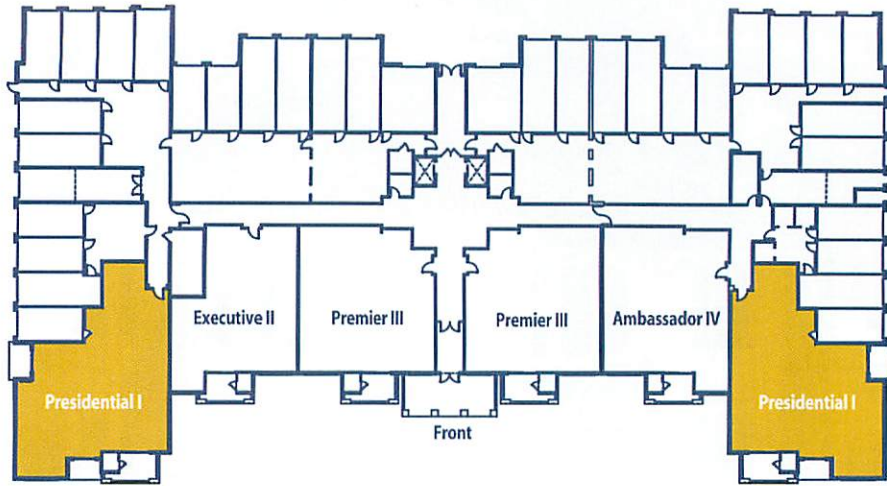 Executive II
Premier III
Premier III
Ambassador IV
Presidential I
Presidential I
Front